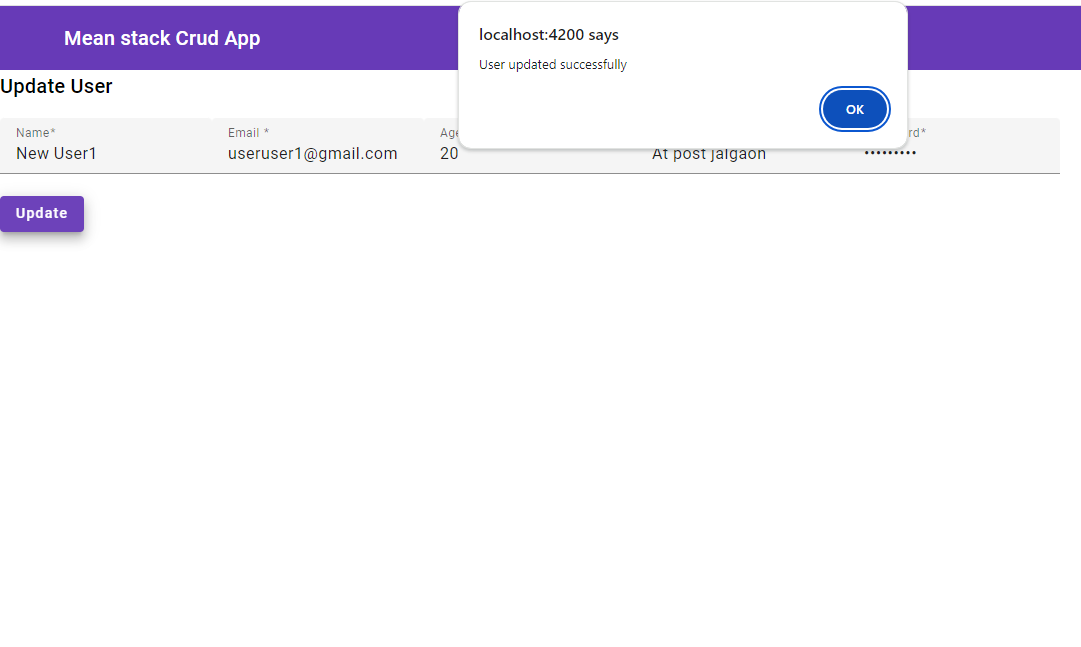 Mean stack Crud App
localhost:4200 says
User updated successfully
OK
Update User
Name*
Email *
Age
rd*
New User1
useruser1@gmail.com
20
At post jalgaon
•••••••••
Update